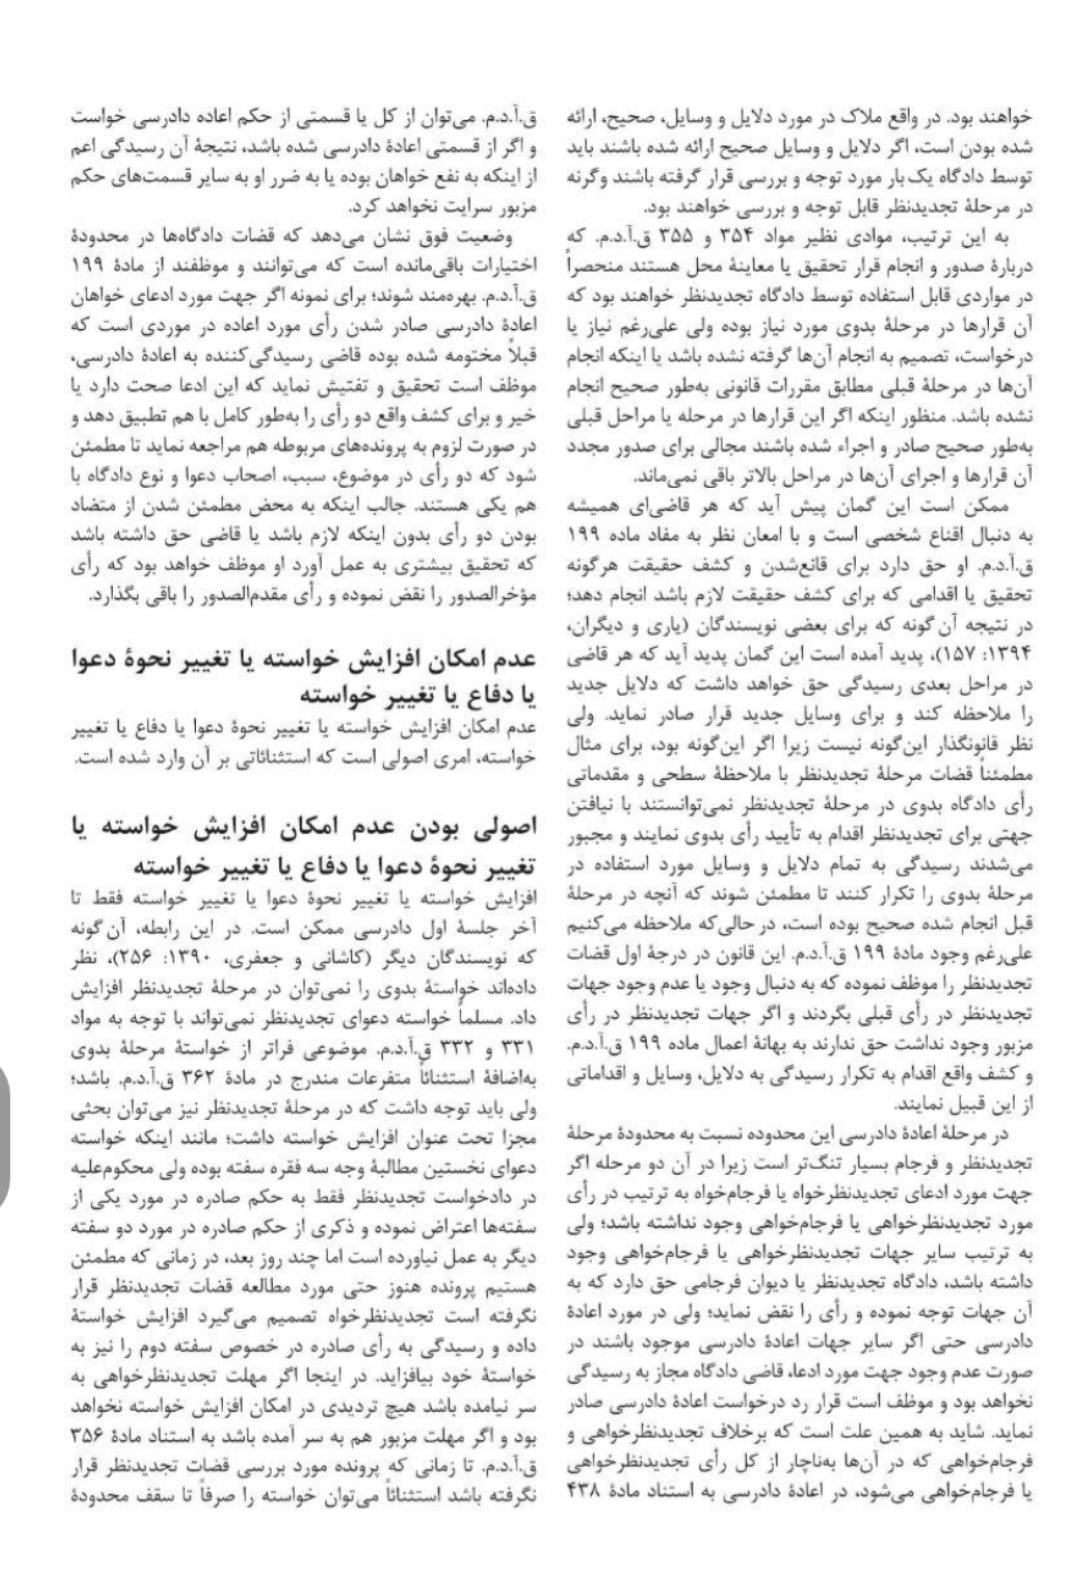 خواهند بود. در واقع ملاک در مورد دلایل و وسایل، صحیح، ارائه
شده بودن است، اگر دلایل و وسایل صحیح ارائه شده باشند باید
توسط دادگاه یک بار مورد توجه و بررسی قرار گرفته باشند وگرنه
در مرحلهٔ تجدیدنظر قابل توجه و بررسی خواهند بود.
به این ترتیب، موادی نظیر مواد ۳۵۴ و ۳۵۵ ق.آ.د.م. که
دربارهٔ صدور و انجام قرار تحقیق یا معاینهٔ محل هستند منحصراً
در مواردی قابل استفاده توسط دادگاه تجدیدنظر خواهند بود که
آن قرارها در مرحلهٔ بدوی مورد نیاز بوده ولی علی‌رغم نیاز یا
درخواست، تصمیم به انجام آن‌ها گرفته نشده باشد یا اینکه انجام
آن‌ها در مرحلهٔ قبلی مطابق مقررات قانونی به‌طور صحیح انجام
نشده باشد. منظور اینکه اگر این قرارها در مرحله یا مراحل قبلی
به‌طور صحیح صادر و اجراء شده باشند مجالی برای صدور مجدد
آن قرارها و اجرای آن‌ها در مراحل بالاتر باقی نمی‌ماند.
ممکن است این گمان پیش آید که هر قاضی‌ای همیشه
به دنبال اقناع شخصی است و با امعان نظر به مفاد ماده ۱۹۹
ق.آ.د.م. او حق دارد برای قانع‌شدن و کشف حقیقت هرگونه
تحقیق یا اقدامی که برای کشف حقیقت لازم باشد انجام دهد؛
در نتیجه آن گونه که برای بعضی نویسندگان (یاری و دیگران،
۱۳۹۴: ۱۵۷)، پدید آمده است این گمان پدید آید که هر قاضی
در مراحل بعدی رسیدگی حق خواهد داشت که دلایل جدید
را ملاحظه کند و برای وسایل جدید قرار صادر نماید. ولی
نظر قانونگذار این‌گونه نیست زیرا اگر این‌گونه بود، برای مثال
مطمئناً قضات مرحلهٔ تجدیدنظر با ملاحظهٔ سطحی و مقدماتی
رأی دادگاه بدوی در مرحلهٔ تجدیدنظر نمی‌توانستند با نیافتن
جهتی برای تجدیدنظر اقدام به تأیید رأی بدوی نمایند و مجبور
می‌شدند رسیدگی به تمام دلایل و وسایل مورد استفاده در
مرحلهٔ بدوی را تکرار کنند تا مطمئن شوند که آنچه در مرحلهٔ
قبل انجام شده صحیح بوده است، در حالی‌که ملاحظه می‌کنیم
علی‌رغم وجود مادهٔ ۱۹۹ ق.آ.د.م. این قانون در درجهٔ اول قضات
تجدیدنظر را موظف نموده که به دنبال وجود یا عدم وجود جهات
تجدیدنظر در رأی قبلی بگردند و اگر جهات تجدیدنظر در رأی
مزبور وجود نداشت حق ندارند به بهانهٔ اعمال ماده ۱۹۹ ق.آ.د.م.
و کشف واقع اقدام به تکرار رسیدگی به دلایل، وسایل و اقداماتی
از این قبیل نمایند.
در مرحلهٔ اعادهٔ دادرسی این محدوده نسبت به محدودهٔ مرحلهٔ
تجدیدنظر و فرجام بسیار تنگ‌تر است زیرا در آن دو مرحله اگر
جهت مورد ادعای تجدیدنظرخواه یا فرجام‌خواه به ترتیب در رأی
مورد تجدیدنظرخواهی یا فرجام‌خواهی وجود نداشته باشد؛ ولی
به ترتیب سایر جهات تجدیدنظرخواهی یا فرجام‌خواهی وجود
داشته باشد، دادگاه تجدیدنظر یا دیوان فرجامی حق دارد که به
آن جهات توجه نموده و رأی را نقض نماید؛ ولی در مورد اعادهٔ
دادرسی حتی اگر سایر جهات اعادهٔ دادرسی موجود باشند در
صورت عدم وجود جهت مورد ادعا، قاضی دادگاه مجاز به رسیدگی
نخواهد بود و موظف است قرار رد درخواست اعادهٔ دادرسی صادر
نماید. شاید به همین علت است که برخلاف تجدیدنظرخواهی و
فرجام‌خواهی که در آن‌ها به‌ناچار از کل رأی تجدیدنظرخواهی
یا فرجام‌خواهی می‌شود، در اعادهٔ دادرسی به استناد مادهٔ ۴۳۸
ق.آ.د.م. می‌توان از کل یا قسمتی از حکم اعاده دادرسی خواست
و اگر از قسمتی اعادهٔ دادرسی شده باشد، نتیجهٔ آن رسیدگی اعم
از اینکه به نفع خواهان بوده یا به ضرر او به سایر قسمت‌های حکم
مزبور سرایت نخواهد کرد.
وضعیت فوق نشان می‌دهد که قضات دادگاه‌ها در محدودهٔ
اختیارات باقی‌مانده است که می‌توانند و موظفند از مادهٔ ۱۹۹
ق.آ.د.م. بهره‌مند شوند؛ برای نمونه اگر جهت مورد ادعای خواهان
اعادهٔ دادرسی صادر شدن رأی مورد اعاده در موردی است که
قبلاً مختومه شده بوده قاضی رسیدگی‌کننده به اعادهٔ دادرسی،
موظف است تحقیق و تفتیش نماید که این ادعا صحت دارد یا
خیر و برای کشف واقع دو رأی را به‌طور کامل با هم تطبیق دهد و
در صورت لزوم به پرونده‌های مربوطه هم مراجعه نماید تا مطمئن
شود که دو رأی در موضوع، سبب، اصحاب دعوا و نوع دادگاه با
هم یکی هستند. جالب اینکه به محض مطمئن شدن از متضاد
بودن دو رأی بدون اینکه لازم باشد یا قاضی حق داشته باشد
که تحقیق بیشتری به عمل آورد او موظف خواهد بود که رأی
مؤخرالصدور را نقض نموده و رأی مقدم‌الصدور را باقی بگذارد.
عدم امکان افزایش خواسته یا تغییر نحوهٔ دعوا
یا دفاع یا تغییر خواسته
عدم امکان افزایش خواسته یا تغییر نحوهٔ دعوا یا دفاع یا تغییر
خواسته، امری اصولی است که استثنائاتی بر آن وارد شده است.
اصولی بودن عدم امکان افزایش خواسته یا
تغییر نحوهٔ دعوا یا دفاع یا تغییر خواسته
افزایش خواسته یا تغییر نحوهٔ دعوا یا تغییر خواسته فقط تا
آخر جلسهٔ اول دادرسی ممکن است. در این رابطه، آن گونه
که نویسندگان دیگر (کاشانی و جعفری، ۱۳۹۰: ۲۵۶)، نظر
داده‌اند خواستهٔ بدوی را نمی‌توان در مرحلهٔ تجدیدنظر افزایش
داد. مسلماً خواسته دعوای تجدیدنظر نمی‌تواند با توجه به مواد
۳۳۱ و ۳۳۲ ق.آ.د.م. موضوعی فراتر از خواستهٔ مرحلهٔ بدوی
به‌اضافهٔ استثنائاً متفرعات مندرج در مادهٔ ۳۶۲ ق.آ.د.م. باشد؛
ولی باید توجه داشت که در مرحلهٔ تجدیدنظر نیز می‌توان بحثی
مجزا تحت عنوان افزایش خواسته داشت؛ مانند اینکه خواسته
دعوای نخستین مطالبهٔ وجه سه فقره سفته بوده ولی محکوم‌علیه
در دادخواست تجدیدنظر فقط به حکم صادره در مورد یکی از
سفته‌ها اعتراض نموده و ذکری از حکم صادره در مورد دو سفته
دیگر به عمل نیاورده است اما چند روز بعد، در زمانی که مطمئن
هستیم پرونده هنوز حتی مورد مطالعه قضات تجدیدنظر قرار
نگرفته است تجدیدنظرخواه تصمیم می‌گیرد افزایش خواستهٔ
داده و رسیدگی به رأی صادره در خصوص سفته دوم را نیز به
خواستهٔ خود بیافزاید. در اینجا اگر مهلت تجدیدنظرخواهی به
سر نیامده باشد هیچ تردیدی در امکان افزایش خواسته نخواهد
بود و اگر مهلت مزبور هم به سر آمده باشد به استناد مادهٔ ۳۵۶
ق.آ.د.م. تا زمانی که پرونده مورد بررسی قضات تجدیدنظر قرار
نگرفته باشد استثنائاً می‌توان خواسته را صرفاً تا سقف محدودهٔ